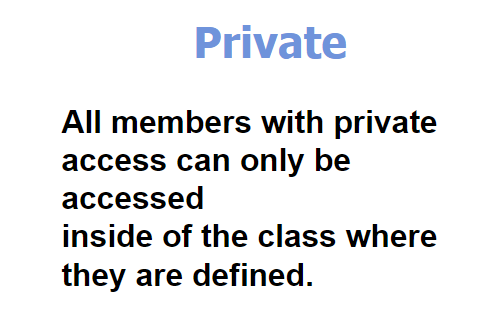 Private
All members with private
access can only be
accessed
inside of the class where
they are defined.